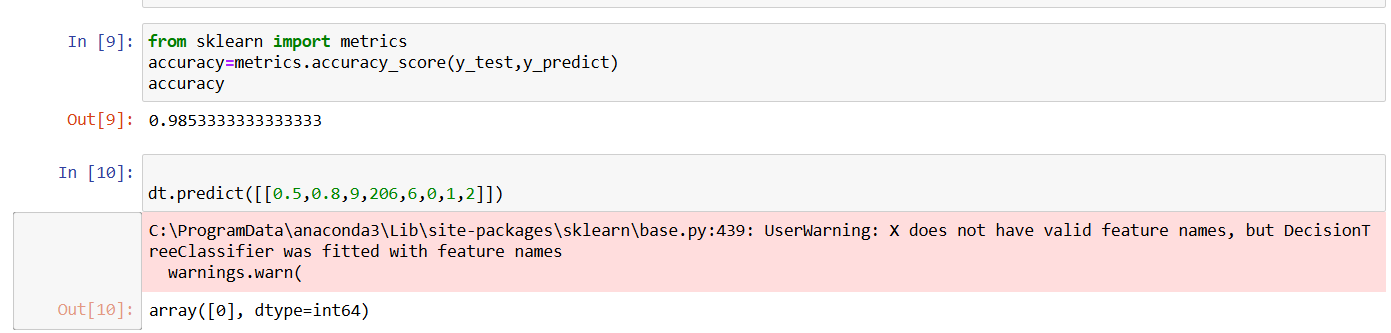 In [9]: from sklearn import metrics
accuracy=metrics.accuracy_score(y_test,y_predict)
accuracy
Out[9]: 0.9853333333333333
In [10]:
dt.predict([[0.5,0.8,9,206,6,0,1,2]])
C:\ProgramData\anaconda3\Lib\site-packages\sklearn\base.py:439: UserWarning: X does not have valid feature names, but DecisionT
reeClassifier was fitted with feature names
warnings.warn(
Out[10]: array([0], dtype=int64)